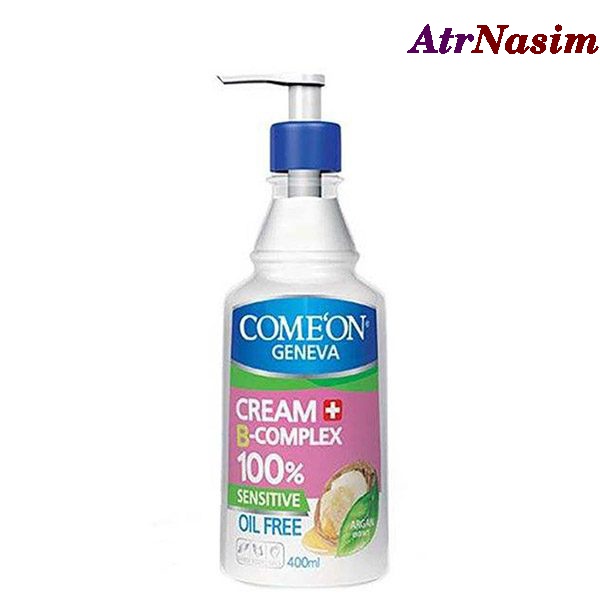 AtrNasim
COME'ON®
GENEVA
CREAM
B-COMPLEX
100%
SENSITIVE
OIL FREE
ARGAN
400ml